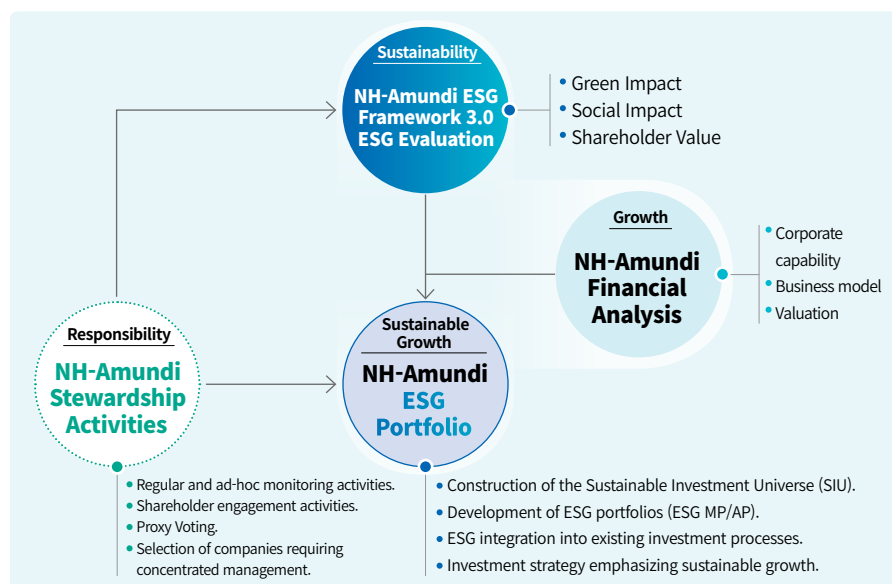 Sustainability
NH-Amundi ESG
Framework 3.0
ESG Evaluation
• Green Impact
• Social Impact
• Shareholder Value
Growth
NH-Amundi
Financial
Analysis
• Corporate
capability
• Business model
• Valuation
Responsibility
NH-Amundi
Stewardship
Activities
• Regular and ad-hoc monitoring activities.
• Shareholder engagement activities.
• Proxy Voting.
• Selection of companies requiring
concentrated management.
Sustainable
Growth
NH-Amundi
ESG
Portfolio
• Construction of the Sustainable Investment Universe (SIU).
• Development of ESG portfolios (ESG MP/AP).
• ESG integration into existing investment processes.
• Investment strategy emphasizing sustainable growth.